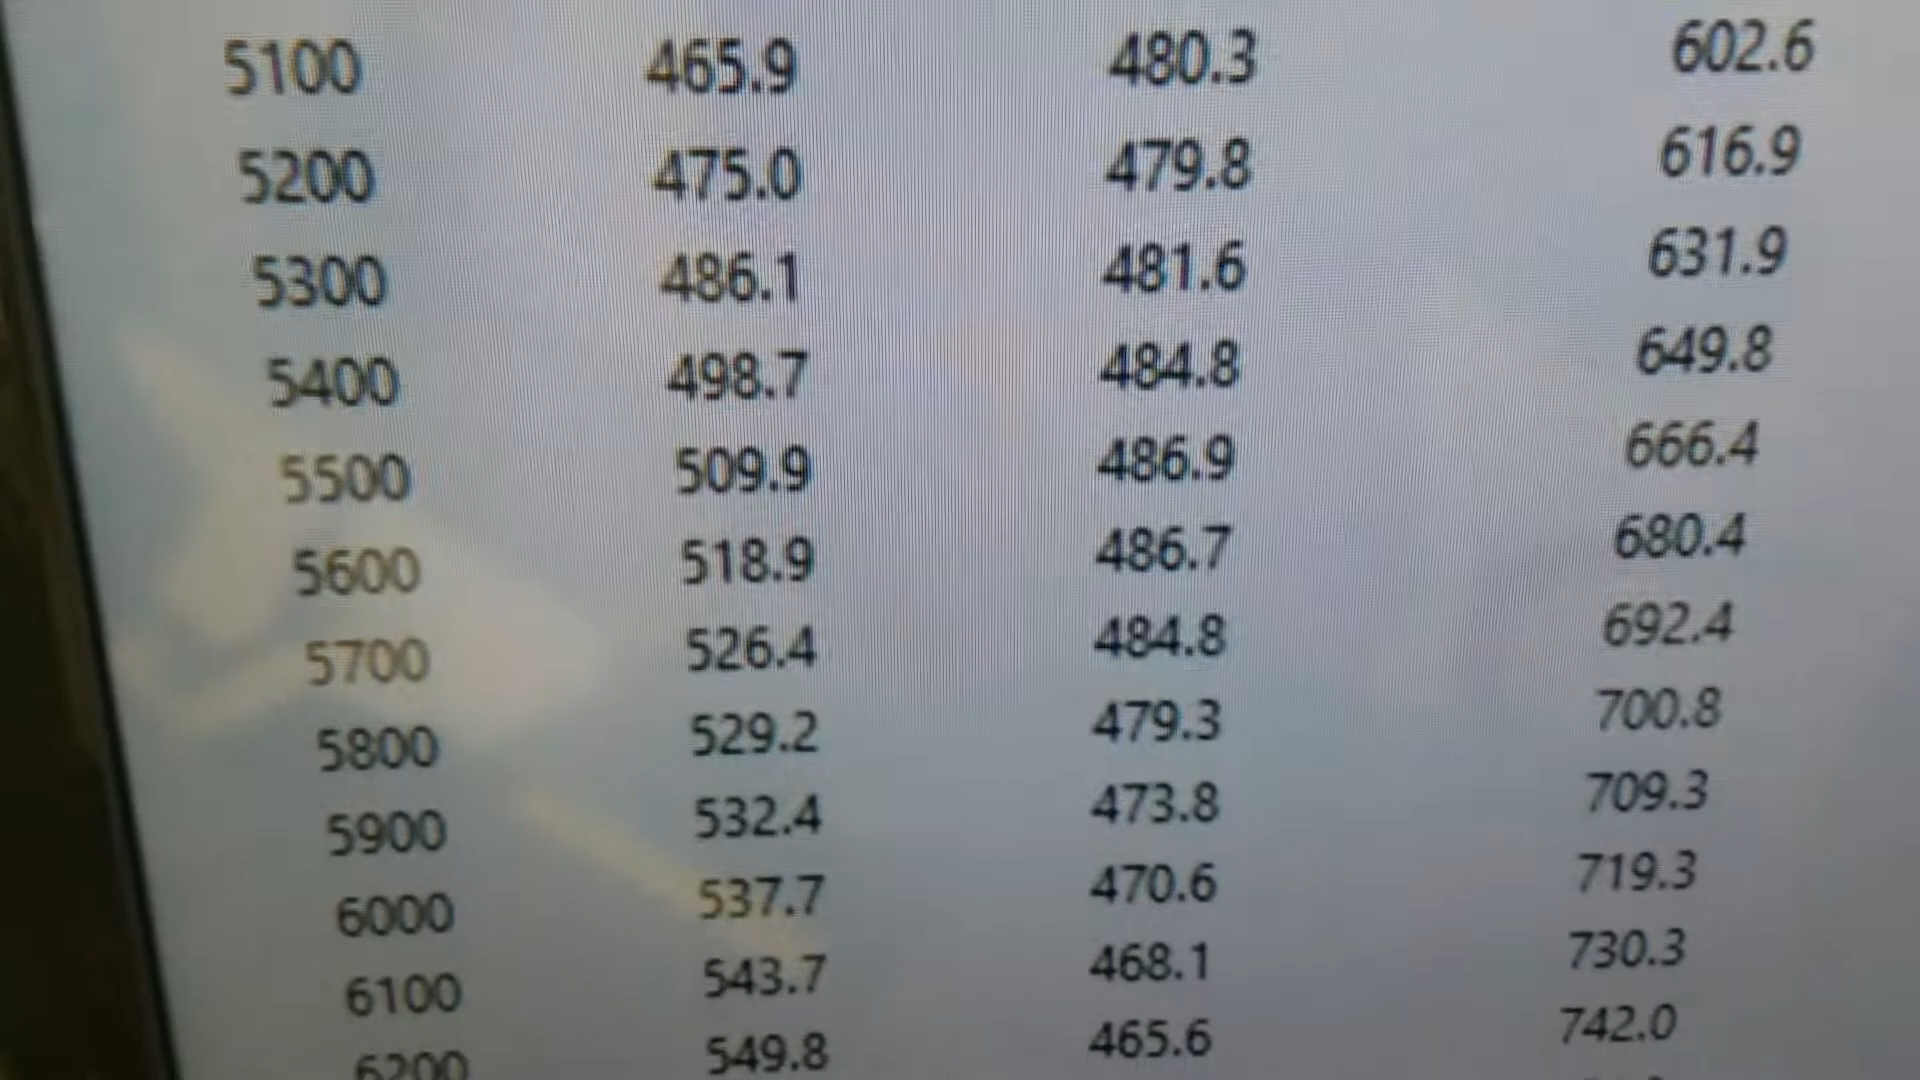 5100 465.9 480.3 602.6
5200 475.0 479.8 616.9
5300 486.1 481.6 631.9
5400 498.7 484.8 649.8
5500 509.9 486.9 666.4
5600 518.9 486.7 680.4
5700 526.4 484.8 692.4
5800 529.2 479.3 700.8
5900 532.4 473.8 709.3
6000 537.7 470.6 719.3
6100 543.7 468.1 730.3
6200 549.8 465.6 742.0